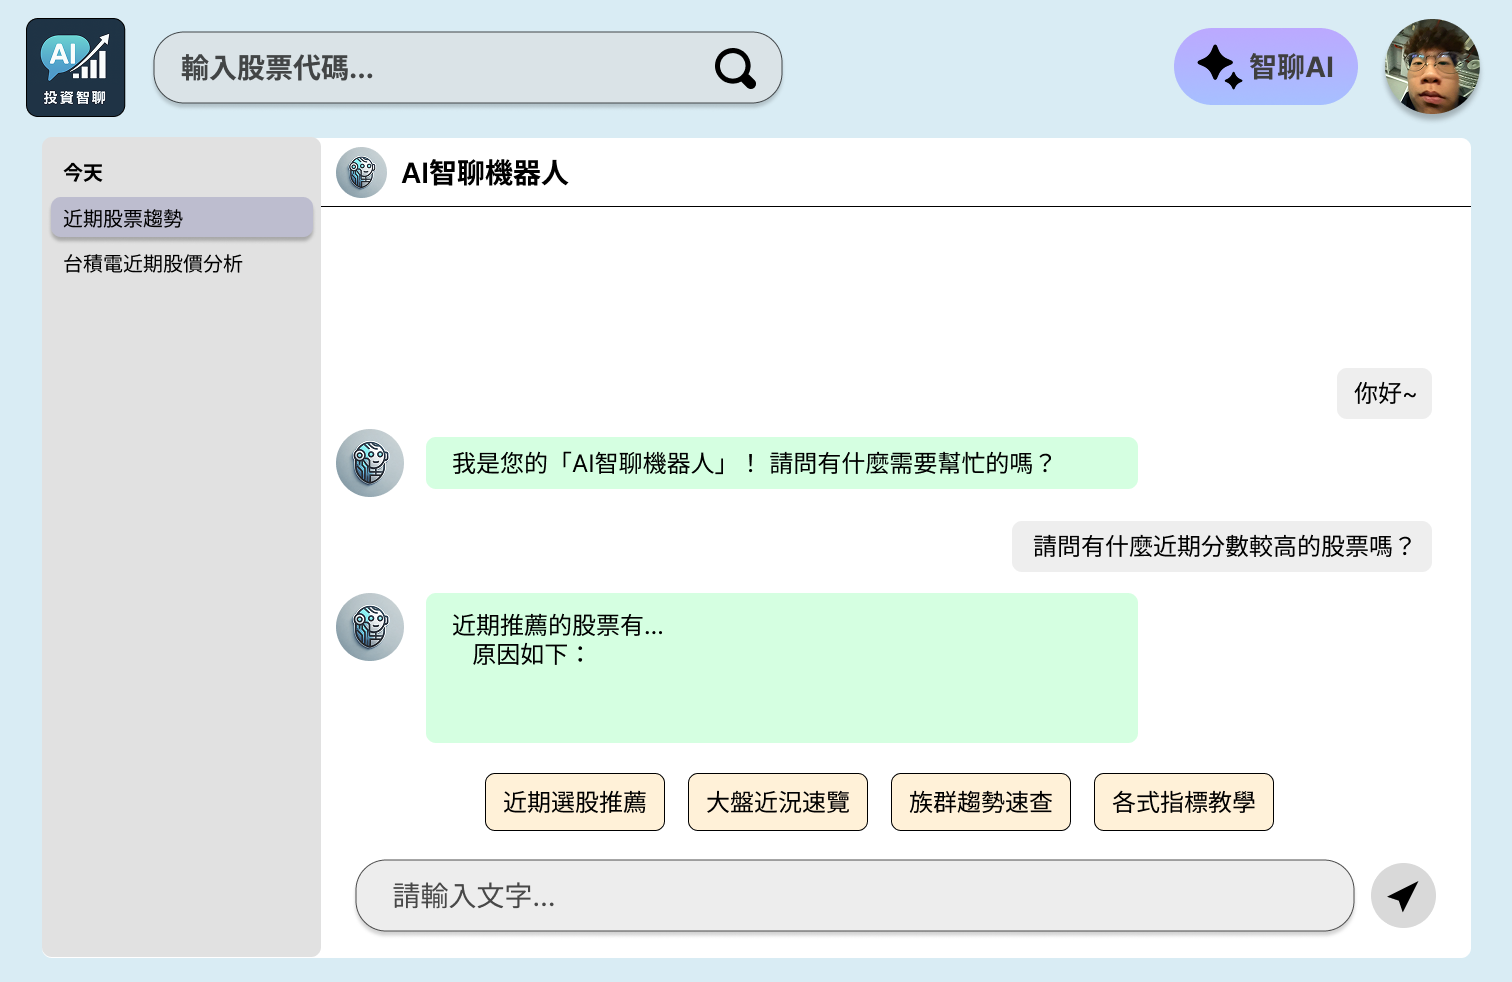 AI
投資智聊
輸入股票代碼...
智聊AI
今天
近期股票趨勢
台積電近期股價分析
AI智聊機器人
你好~
我是您的「AI智聊機器人」！ 請問有什麼需要幫忙的嗎？
請問有什麼近期分數較高的股票嗎？
近期推薦的股票有...
原因如下：
近期選股推薦
大盤近況速覽
族群趨勢速查
各式指標教學
請輸入文字...